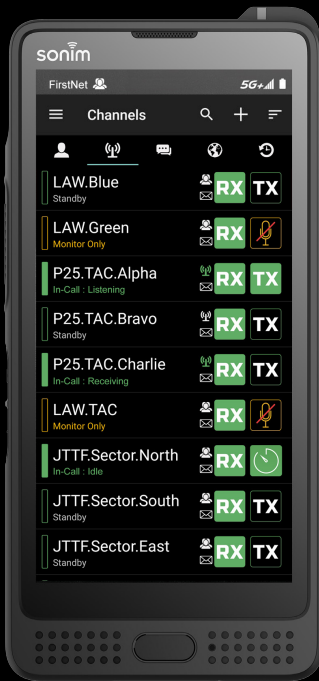 sonim
FirstNet 5G+
Channels
LAW.Blue
Standby
RX TX
LAW.Green
Monitor Only
RX
P25.TAC.Alpha
In-Call : Listening
RX TX
P25.TAC.Bravo
Standby
RX TX
P25.TAC.Charlie
In-Call : Receiving
RX TX
LAW.TAC
Monitor Only
RX
JTTF.Sector.North
In-Call : Idle
RX
JTTF.Sector.South
Standby
RX TX
JTTF.Sector.East
Standby
RX TX